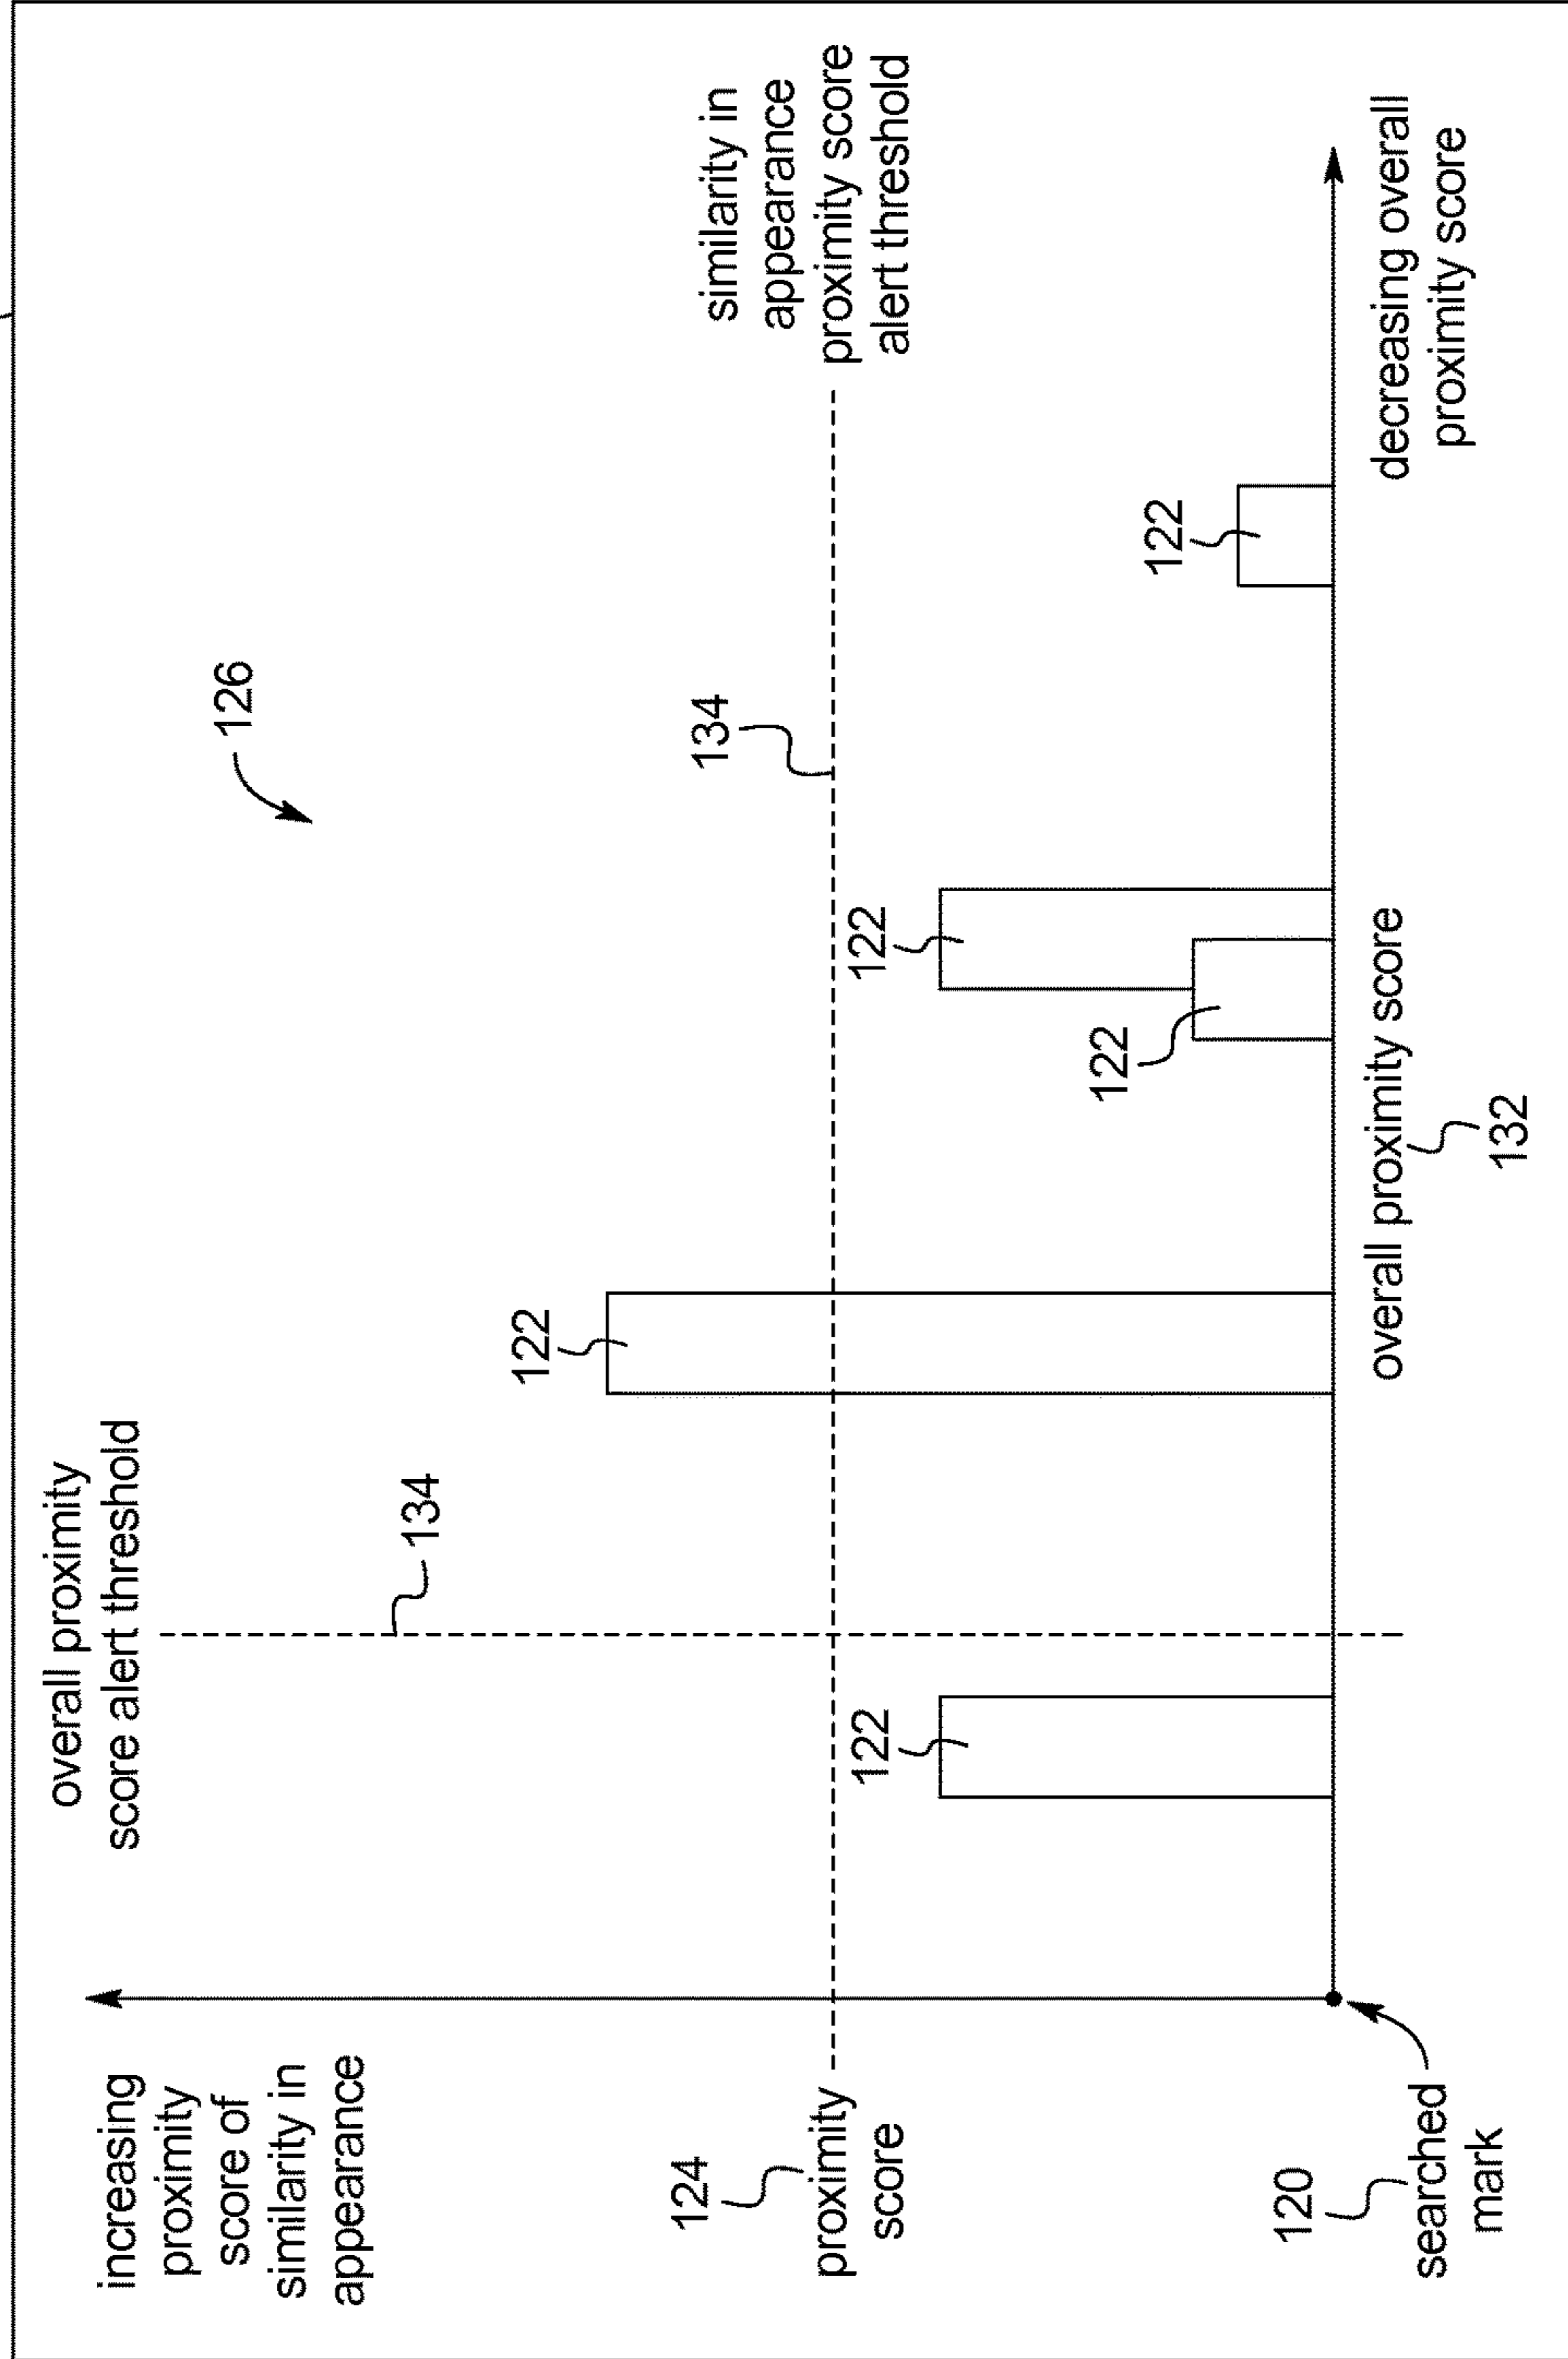 overall proximity
score alert threshold
increasing
proximity
score of
similarity in
appearance
126
134
122
134
similarity in
appearance
proximity score
alert threshold
124
proximity
score
122
122
122
122
120
searched
mark
overall proximity score
132
decreasing overall
proximity score